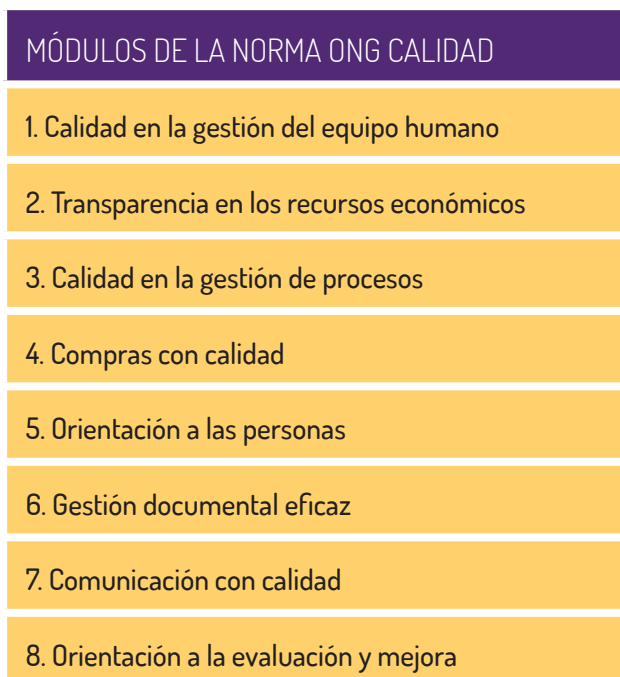 MÓDULOS DE LA NORMA ONG CALIDAD
1. Calidad en la gestión del equipo humano
2. Transparencia en los recursos económicos
3. Calidad en la gestión de procesos
4. Compras con calidad
5. Orientación a las personas
6. Gestión documental eficaz
7. Comunicación con calidad
8. Orientación a la evaluación y mejora